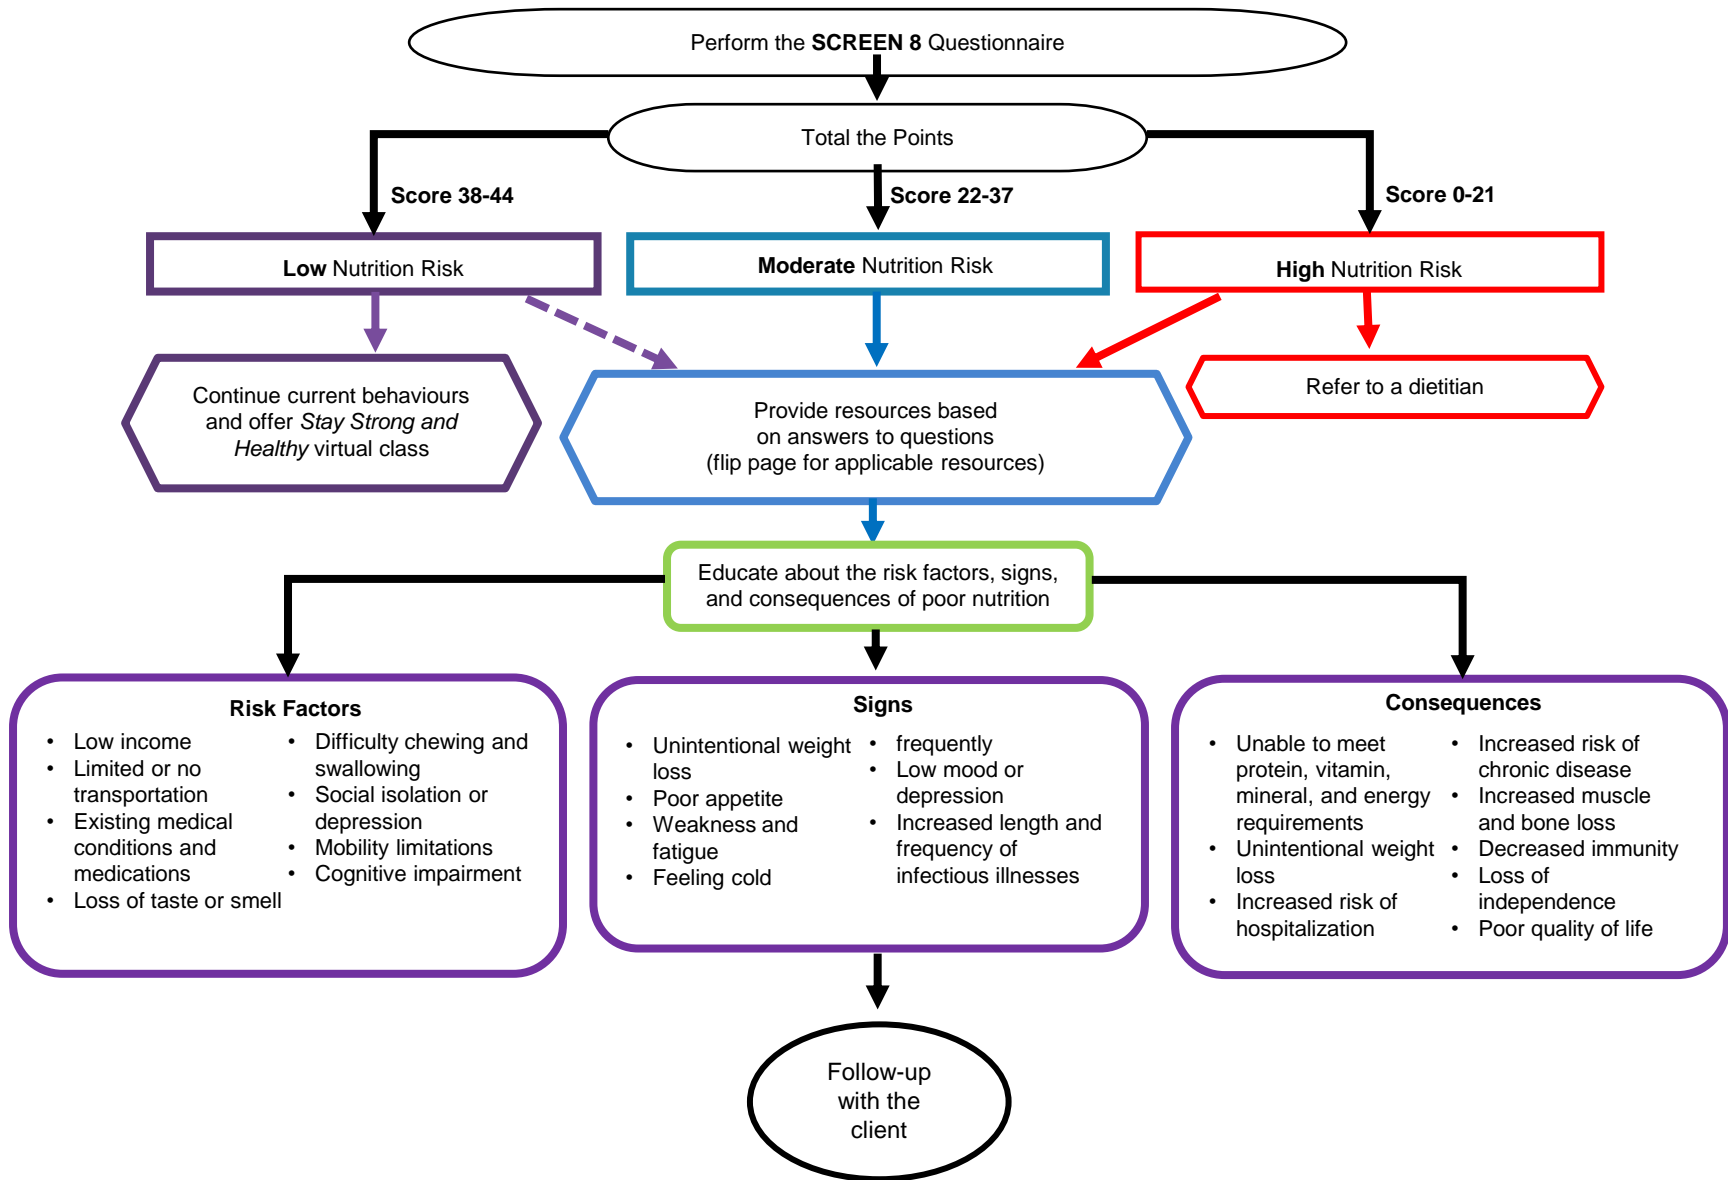 Perform the SCREEN 8 Questionnaire
Total the Points
Score 38-44
Score 22-37
Score 0-21
Low Nutrition Risk
Moderate Nutrition Risk
High Nutrition Risk
Continue current behaviours
and offer Stay Strong and
Healthy virtual class
Provide resources based
on answers to questions
(flip page for applicable resources)
Refer to a dietitian
Educate about the risk factors, signs,
and consequences of poor nutrition
Risk Factors
• Low income
• Limited or no
transportation
• Existing medical
conditions and
medications
• Loss of taste or smell
• Difficulty chewing and
swallowing
• Social isolation or
depression
• Mobility limitations
• Cognitive impairment
Signs
• Unintentional weight
loss
• Poor appetite
• Weakness and
fatigue
• Feeling cold
• frequently
• Low mood or
depression
• Increased length and
frequency of
infectious illnesses
Consequences
• Unable to meet
protein, vitamin,
mineral, and energy
requirements
• Unintentional weight
loss
• Increased risk of
hospitalization
• Increased risk of
chronic disease
• Increased muscle
and bone loss
• Decreased immunity
• Loss of
independence
• Poor quality of life
Follow-up
with the
client